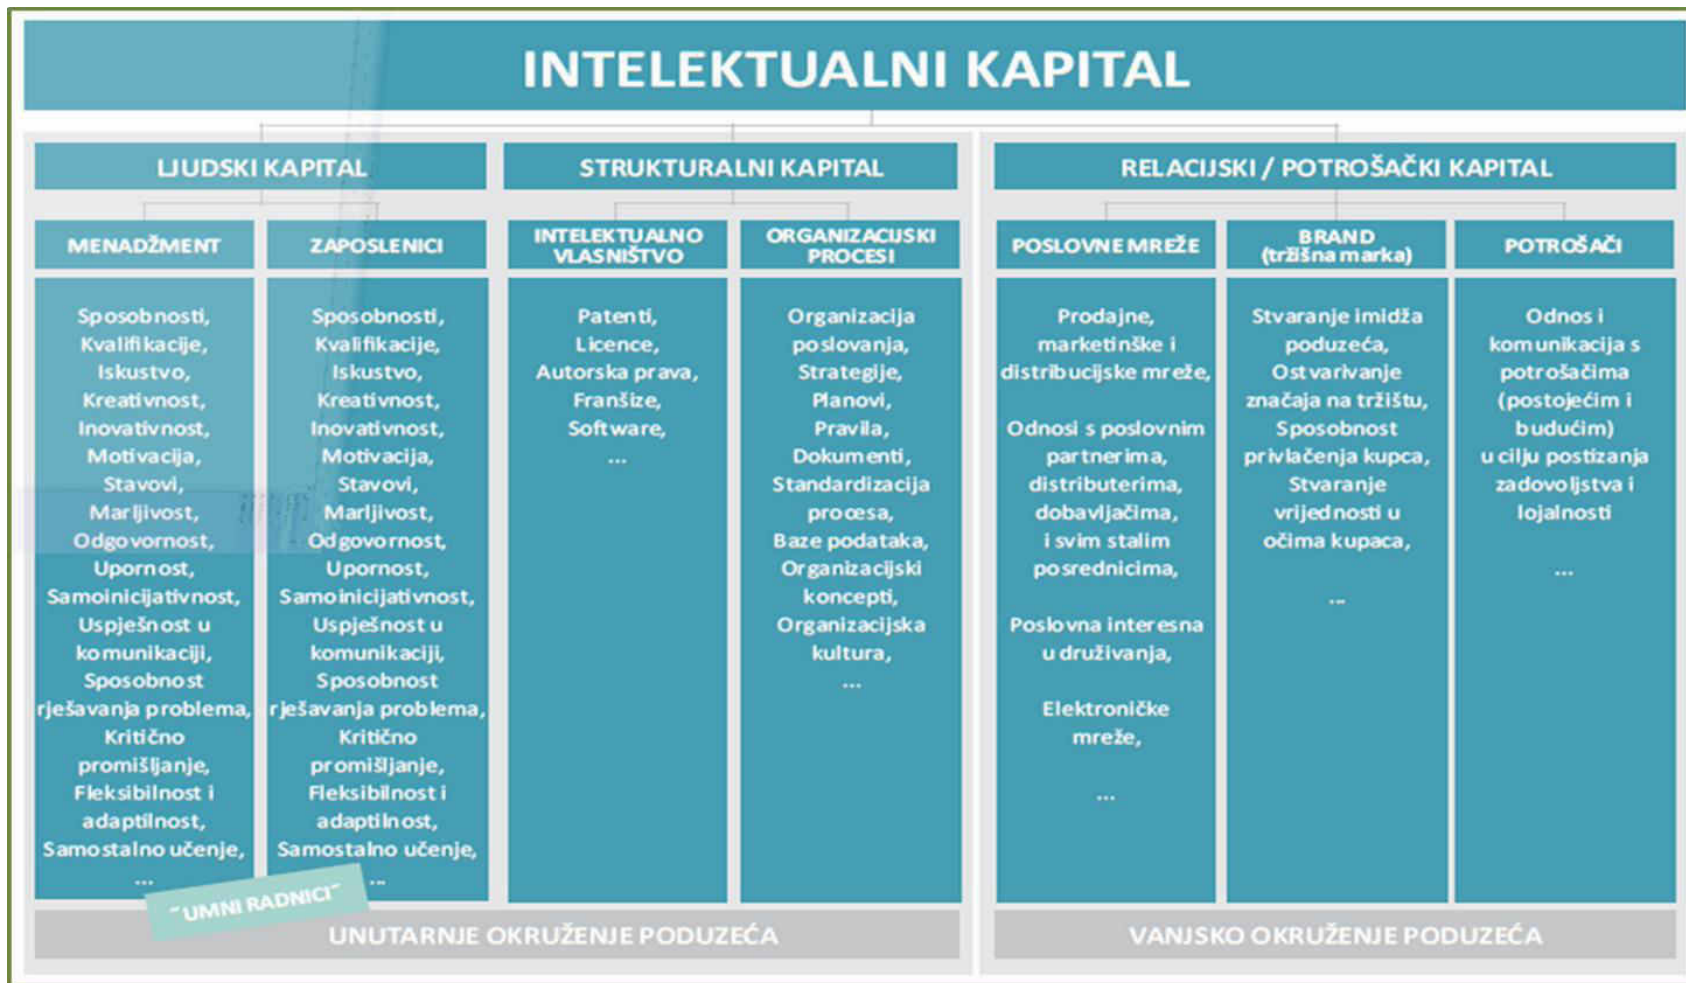 INTELEKTUALNI KAPITAL
LJUDSKI KAPITAL
MENADŽMENT
Sposobnosti,
Kvalifikacije,
Iskustvo,
Kreativnost,
Inovativnost,
Motivacija,
Stavovi,
Marljivost,
Odgovornost,
Upornost,
Samoinicijativnost,
Uspješnost u
komunikaciji,
Sposobnost
rješavanja problema,
Kritično
promišljanje,
Fleksibilnost i
adaptilnost,
Samostalno učenje,
...
ZAPOSLENICI
Sposobnosti,
Kvalifikacije,
Iskustvo,
Kreativnost,
Inovativnost,
Motivacija,
Stavovi,
Marljivost,
Odgovornost,
Upornost,
Samoinicijativnost,
Uspješnost u
komunikaciji,
Sposobnost
rješavanja problema,
Kritično
promišljanje,
Fleksibilnost i
adaptilnost,
Samostalno učenje,
...
"UMNI RADNICI"
STRUKTURALNI KAPITAL
INTELEKTUALNO
VLASNIŠTVO
Patenti,
Licence,
Autorska prava,
Franšize,
Software,
...
ORGANIZACIJSKI
PROCESI
Organizacija
poslovanja,
Strategije,
Planovi,
Pravila,
Dokumenti,
Standardizacija
procesa,
Baze podataka,
Organizacijski
koncepti,
Organizacijska
kultura,
...
UNUTARNJE OKRUŽENJE PODUZEĆA
RELACIJSKI / POTROŠAČKI KAPITAL
POSLOVNE MREŽE
Prodajne,
marketinške i
distribucijske mreže,
Odnosi s poslovnim
partnerima,
distributerima,
dobavljačima,
i svim stalim
posrednicima,
Poslovna interesna
udruživanja,
Elektroničke
mreže,
...
BRAND
(tržišna marka)
Stvaranje imidža
poduzeća,
Ostvarivanje
značaja na tržištu,
Sposobnost
privlačenja kupca,
Stvaranje
vrijednosti u
očima kupaca,
...
POTROŠAČI
Odnos i
komunikacija s
potrošačima
(postojećim i
budućim)
u cilju postizanja
zadovoljstva i
lojalnosti
...
VANJSKO OKRUŽENJE PODUZEĆA